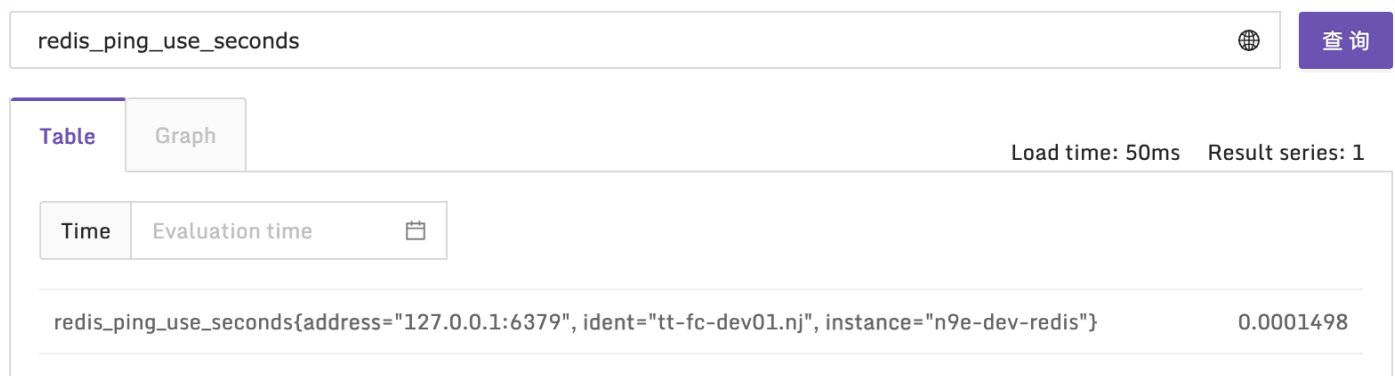 redis_ping_use_seconds
查 询
Table
Graph
Load time: 50ms Result series: 1
Time
Evaluation time
redis_ping_use_seconds{address="127.0.0.1:6379", ident="tt-fc-dev01.nj", instance="n9e-dev-redis"} 0.0001498